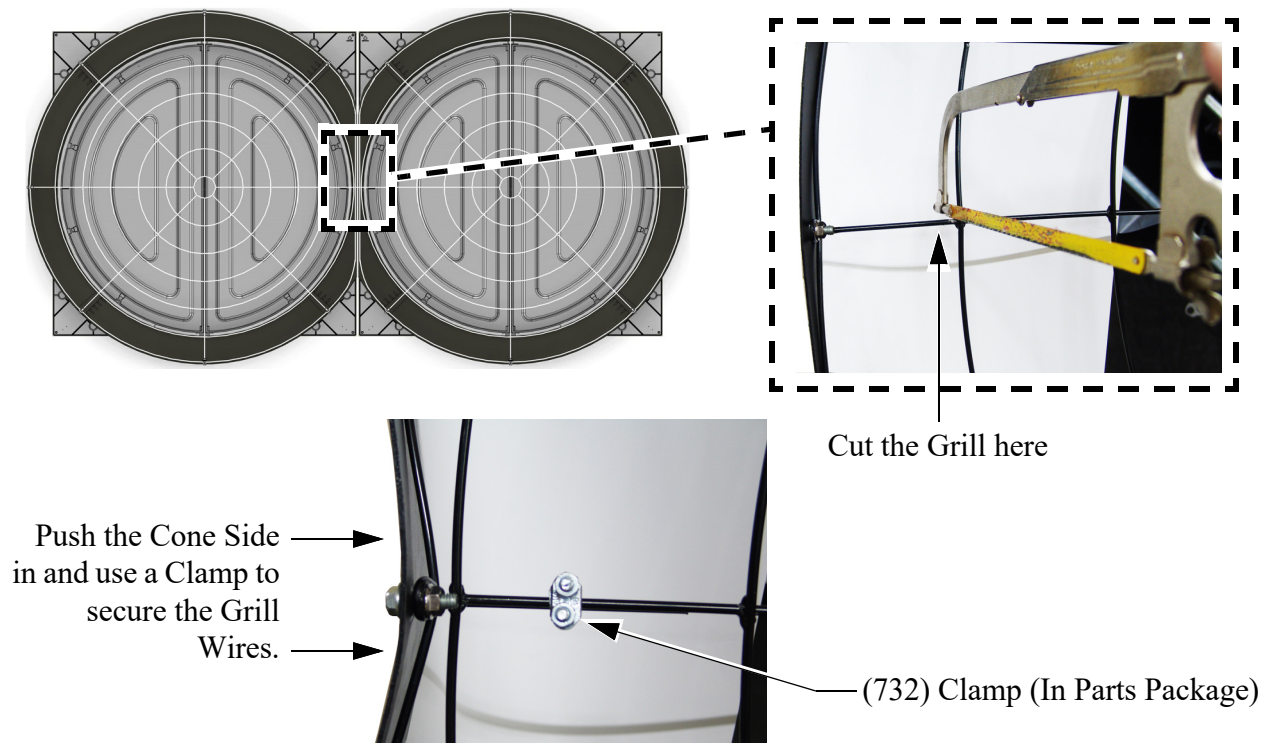 Cut the Grill here
Push the Cone Side
in and use a Clamp to
secure the Grill
Wires.
(732) Clamp (In Parts Package)